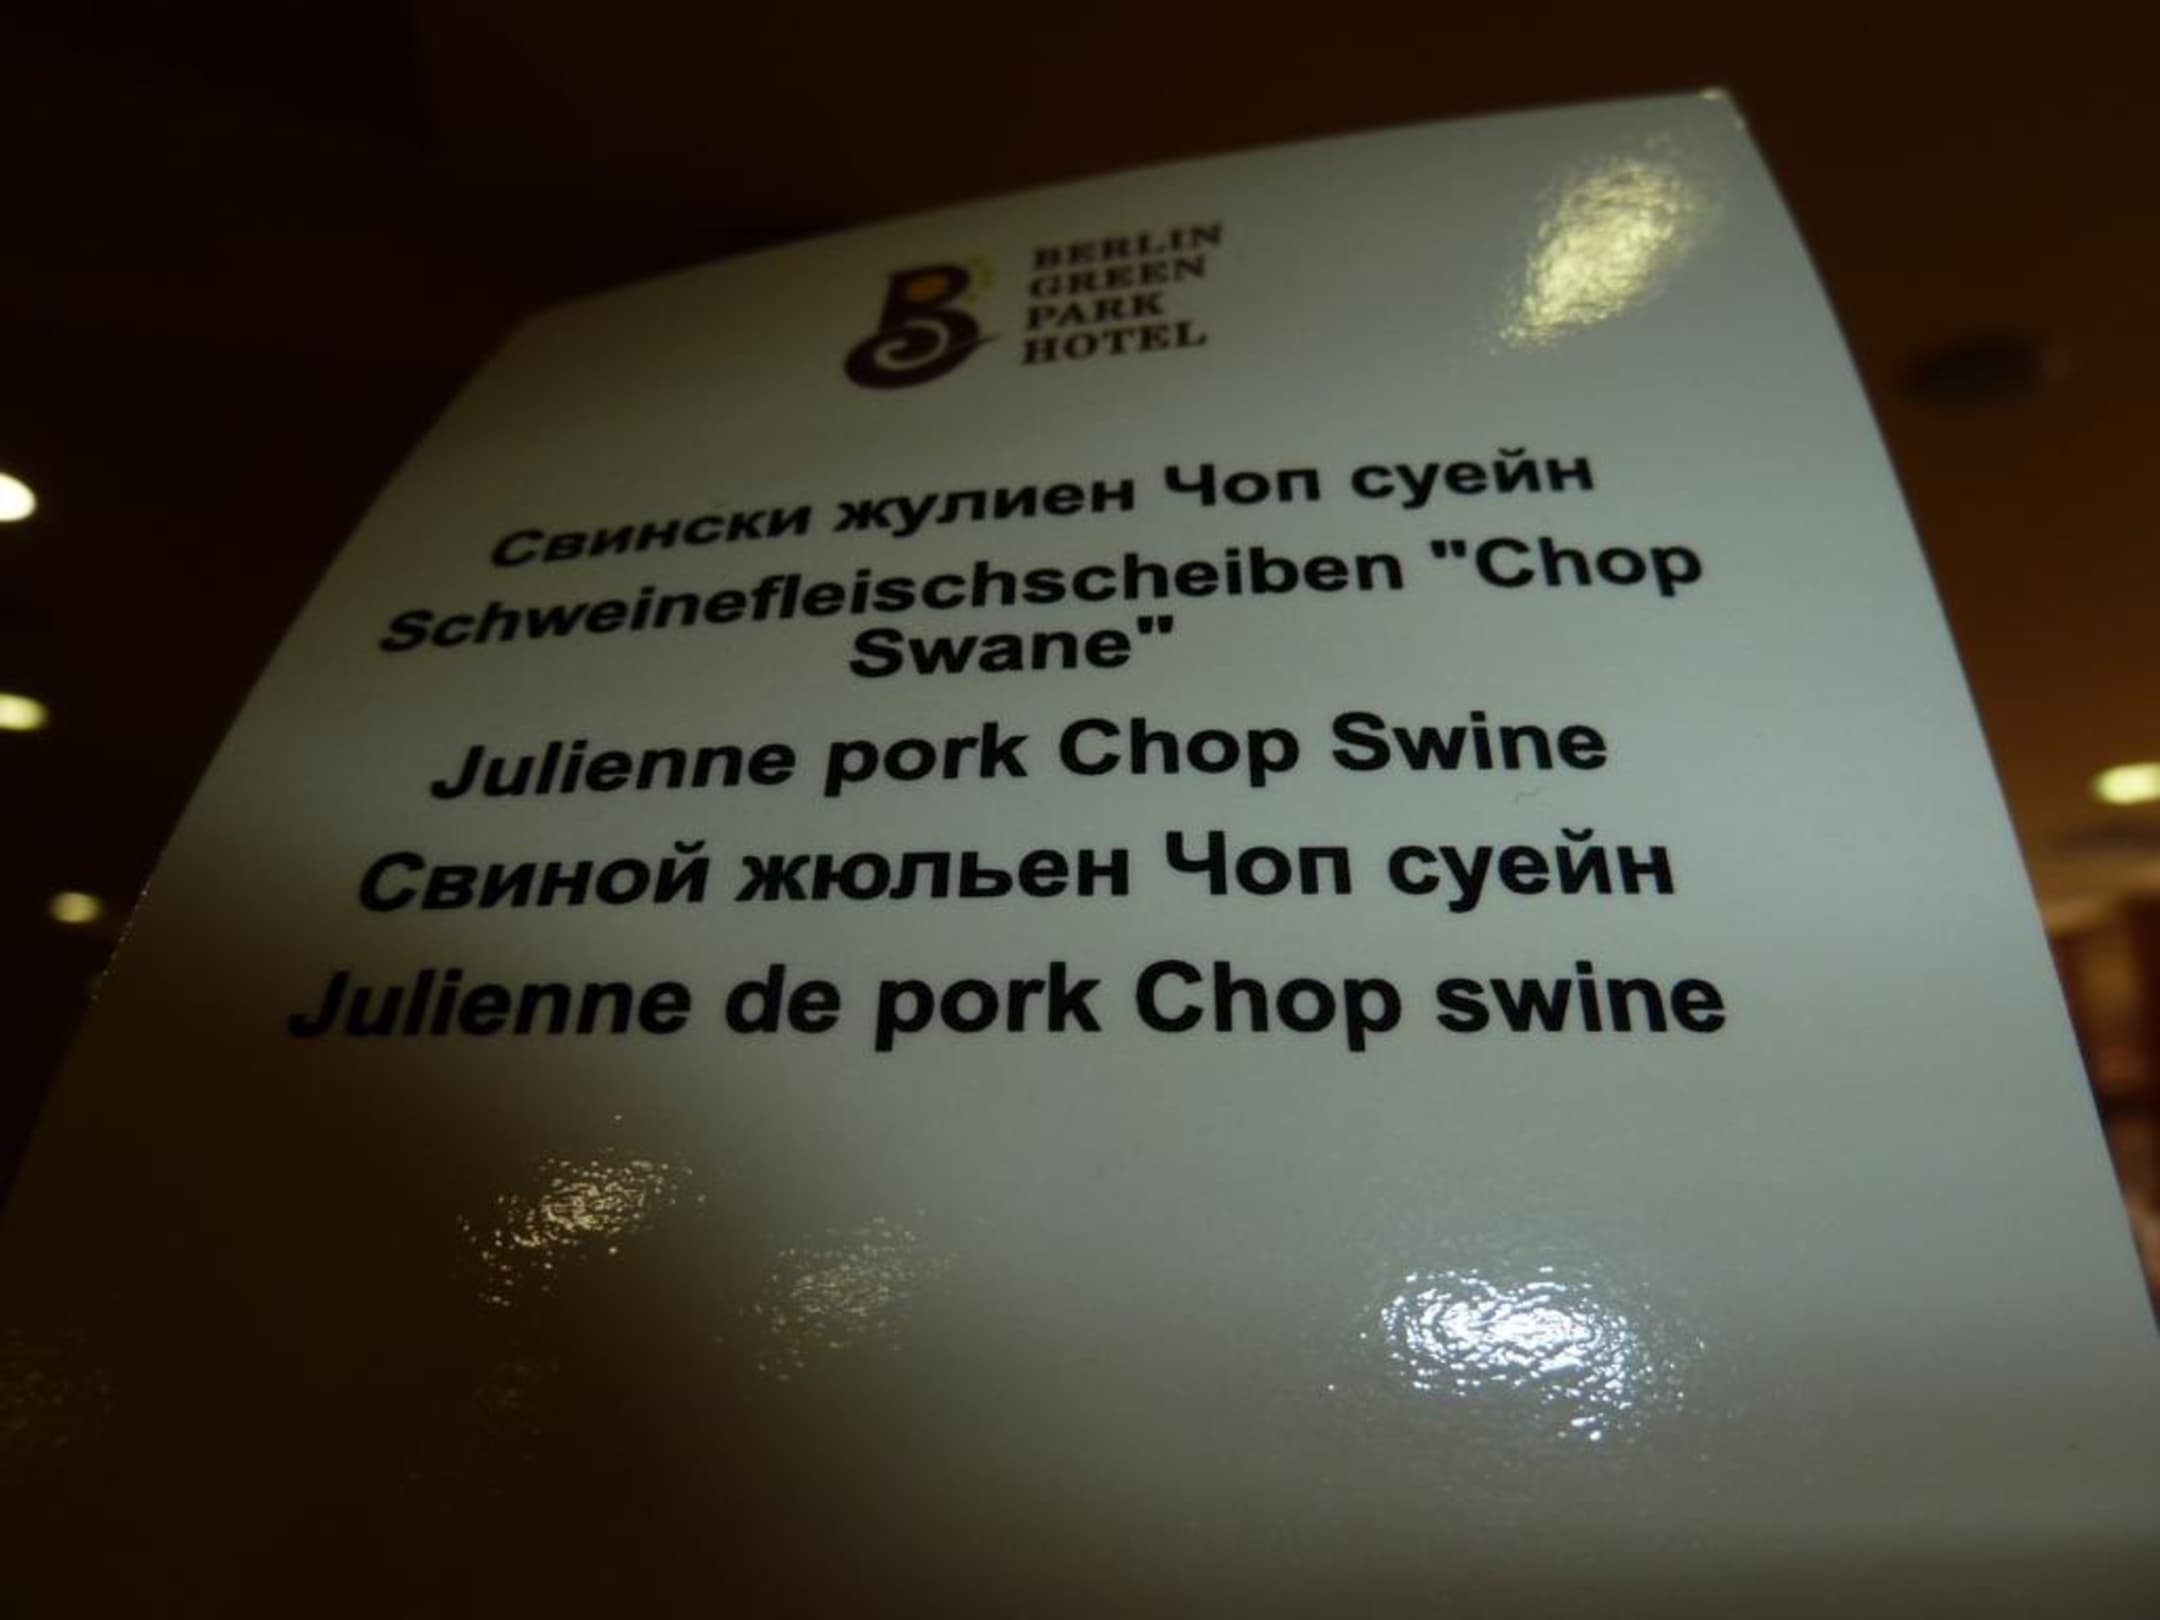 BERLIN
GREEN
PARK
HOTEL
Свински жулиен Чоп суейн
Schweinefleischscheiben "Chop
Swane"
Julienne pork Chop Swine
Свиной жюльен Чоп суейн
Julienne de pork Chop swine